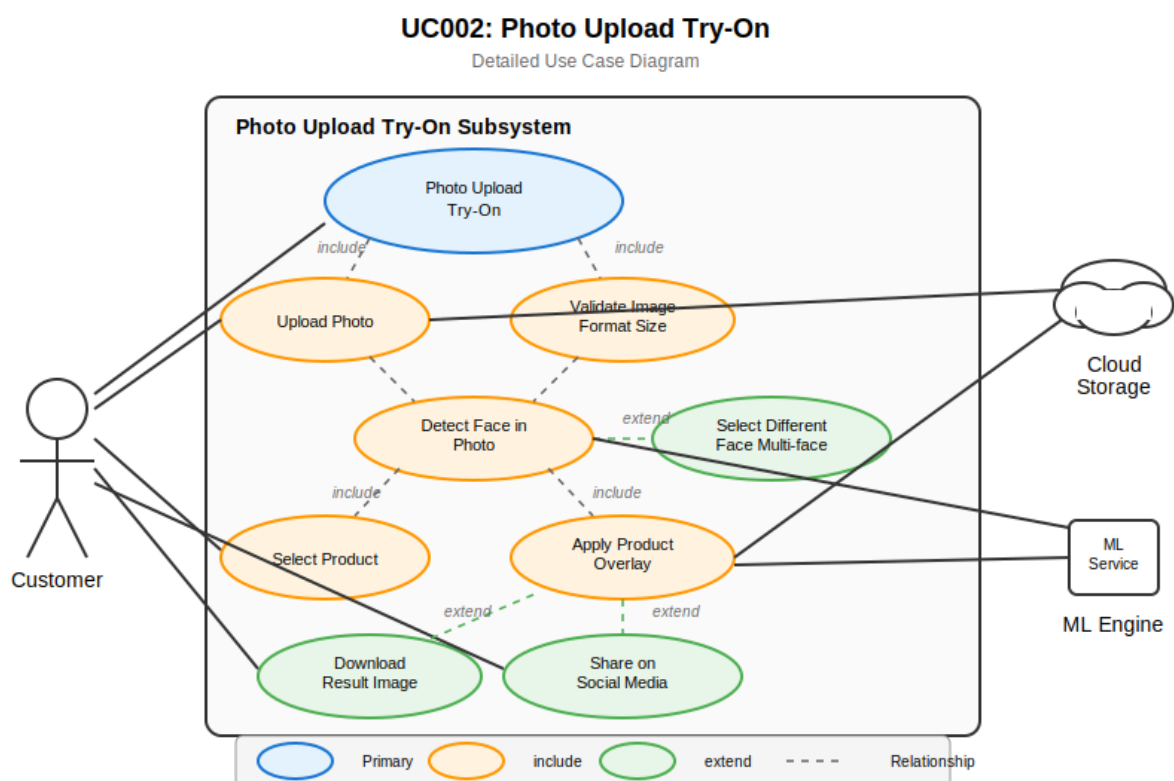 UC002: Photo Upload Try-On
Detailed Use Case Diagram
Photo Upload Try-On Subsystem
Photo Upload
Try-On
include
include
Upload Photo
Validate Image
Format Size
Cloud
Storage
Detect Face in
Photo
extend
Select Different
Face Multi-face
include
include
Customer
Select Product
Apply Product
Overlay
ML
Service
ML Engine
extend
extend
Download
Result Image
Share on
Social Media
Primary
include
extend
Relationship